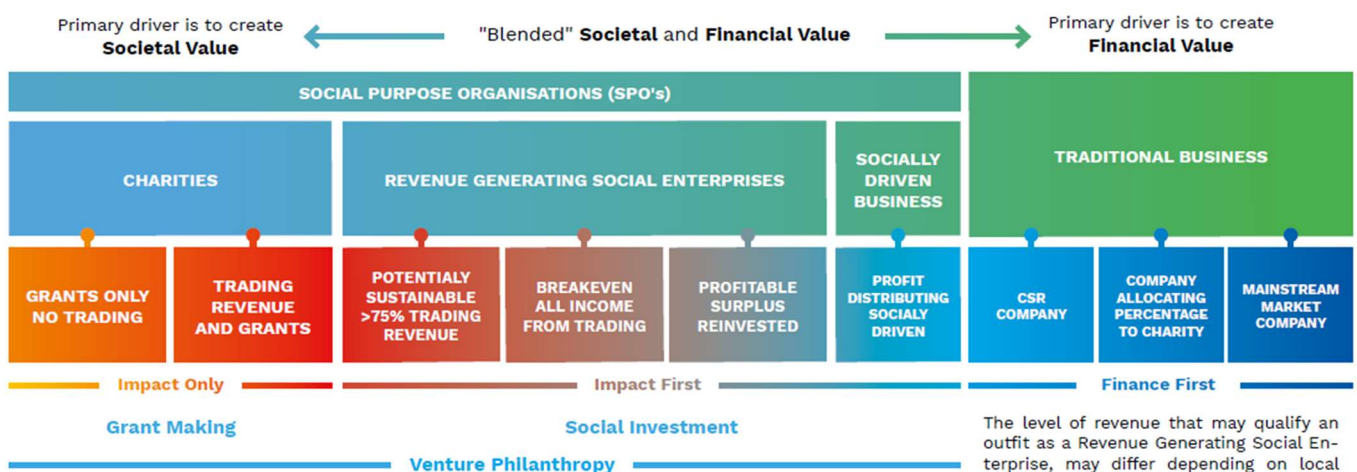 Primary driver is to create
Societal Value
"Blended" Societal and Financial Value
Primary driver is to create
Financial Value
SOCIAL PURPOSE ORGANISATIONS (SPO's)
CHARITIES
REVENUE GENERATING SOCIAL ENTERPRISES
SOCIALLY
DRIVEN
BUSINESS
TRADITIONAL BUSINESS
GRANTS ONLY
NO TRADING
TRADING
REVENUE
AND GRANTS
POTENTIALY
SUSTAINABLE
>75% TRADING
REVENUE
BREAKEVEN
ALL INCOME
FROM TRADING
PROFITABLE
SURPLUS
REINVESTED
PROFIT
DISTRIBUTING
SOCIALY
DRIVEN
CSR
COMPANY
COMPANY
ALLOCATING
PERCENTAGE
TO CHARITY
MAINSTREAM
MARKET
COMPANY
Impact Only
Impact First
Finance First
Grant Making
Social Investment
Venture Philanthropy
The level of revenue that may qualify an
outfit as a Revenue Generating Social En-
terprise, may differ depending on local